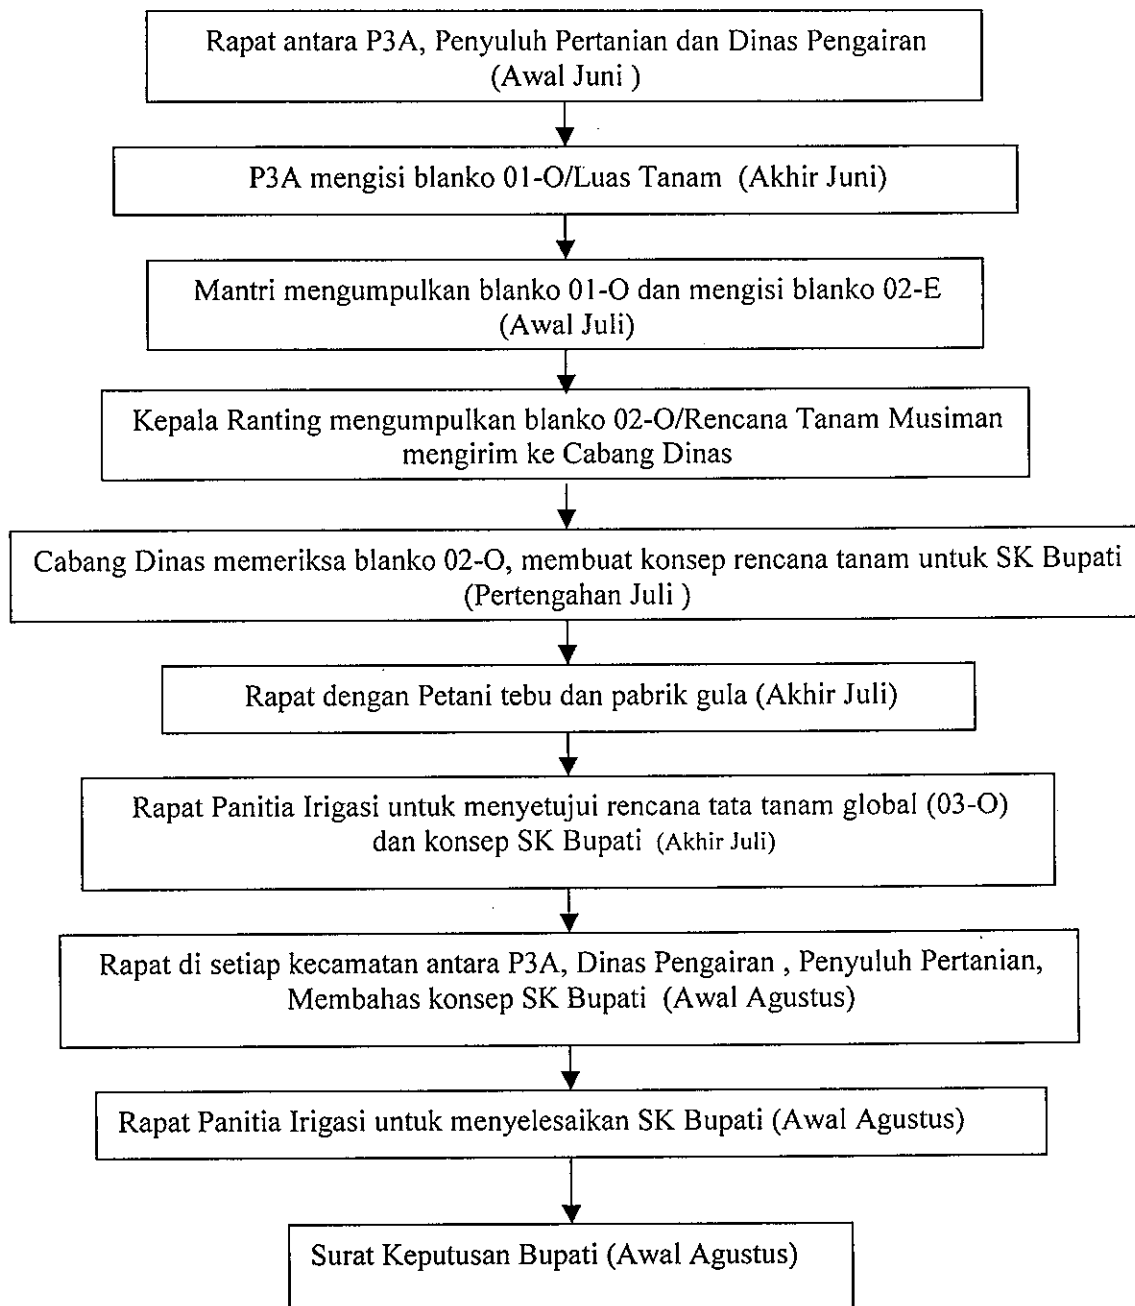 Rapat antara P3A, Penyuluh Pertanian dan Dinas Pengairan
(Awal Juni )
P3A mengisi blanko 01-O/Luas Tanam (Akhir Juni)
Mantri mengumpulkan blanko 01-O dan mengisi blanko 02-E
(Awal Juli)
Kepala Ranting mengumpulkan blanko 02-O/Rencana Tanam Musiman
mengirim ke Cabang Dinas
Cabang Dinas memeriksa blanko 02-O, membuat konsep rencana tanam untuk SK Bupati
(Pertengahan Juli )
Rapat dengan Petani tebu dan pabrik gula (Akhir Juli)
Rapat Panitia Irigasi untuk menyetujui rencana tata tanam global (03-O)
dan konsep SK Bupati (Akhir Juli)
Rapat di setiap kecamatan antara P3A, Dinas Pengairan , Penyuluh Pertanian,
Membahas konsep SK Bupati (Awal Agustus)
Rapat Panitia Irigasi untuk menyelesaikan SK Bupati (Awal Agustus)
Surat Keputusan Bupati (Awal Agustus)